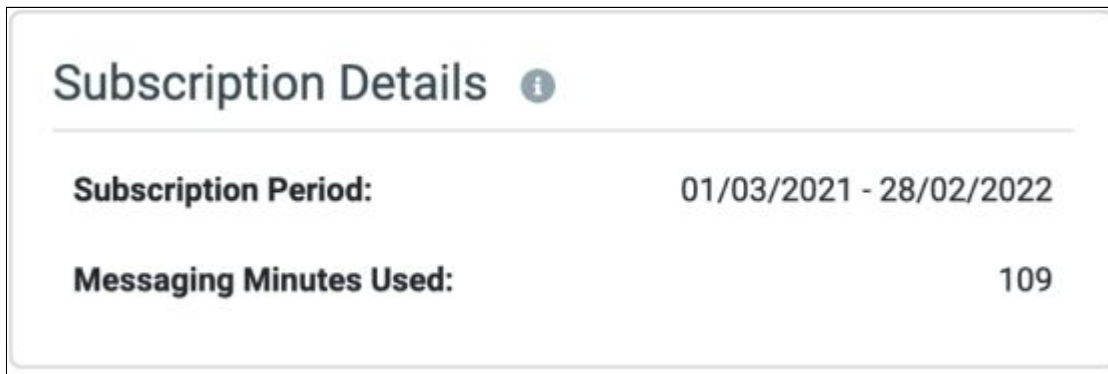 Subscription Details
Subscription Period: 01/03/2021 - 28/02/2022
Messaging Minutes Used: 109